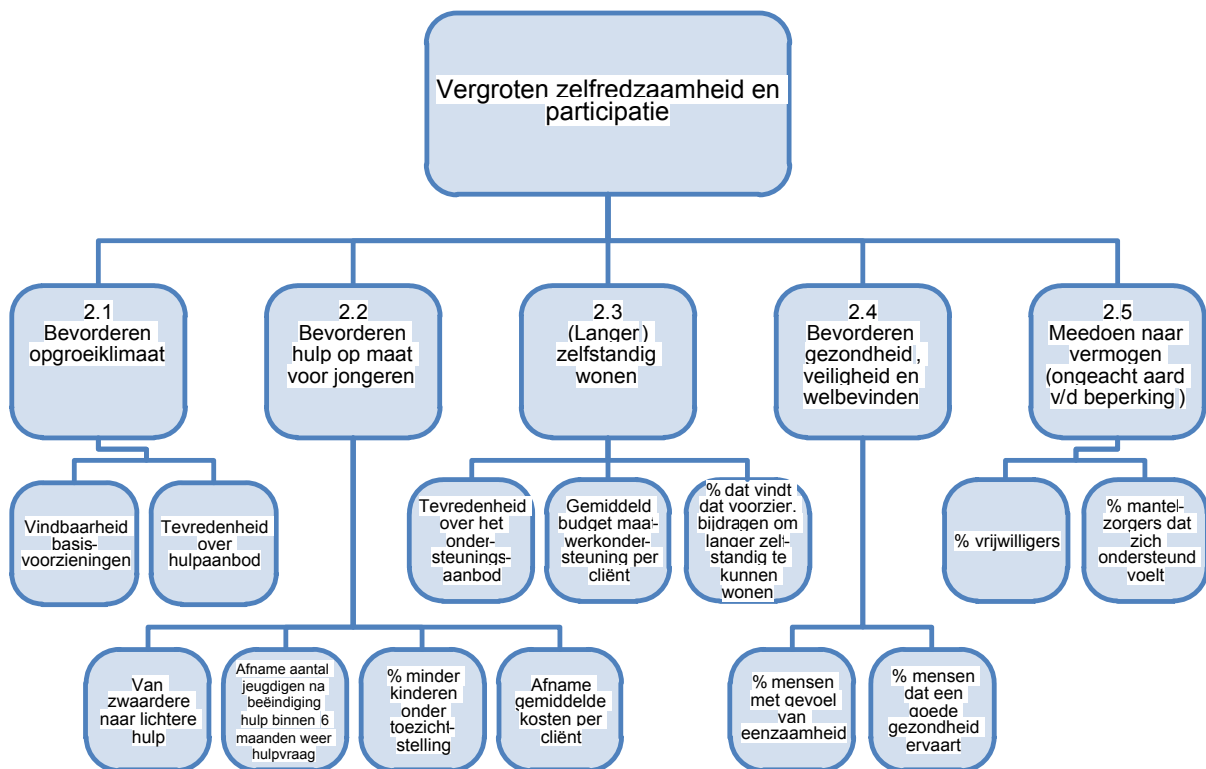 Vergroten zelfredzaamheid en
participatie
2.1
Bevorderen
opgroeiklimaat
2.2
Bevorderen
hulp op maat
voor jongeren
2.3
(Langer)
zelfstandig
wonen
2.4
Bevorderen
gezondheid,
veiligheid en
welbevinden
2.5
Meedoen naar
vermogen
(ongeacht aard
v/d beperking)
Vindbaarheid
basis-
voorzieningen
Tevredenheid
over
hulpaanbod
Tevredenheid
over het
onder-
steunings-
aanbod
Gemiddeld
budget maat-
werkonder-
steuning per
cliënt
% dat vindt
dat voorzier.
bijdragen om
langer zelf-
standig te
kunnen
wonen
% vrijwilligers
% mantel-
zorgers dat
zich
ondersteund
voelt
Van
zwaardere
naar lichtere
hulp
Afname aantal
jeugdigen na
beëindiging
hulp binnen 6
maanden weer
hulpvraag
% minder
kinderen
onder
toezicht-
stelling
Afname
gemiddelde
kosten per
cliënt
% mensen
met gevoel
van
eenzaamheid
% mensen
dat een
goede
gezondheid
ervaart